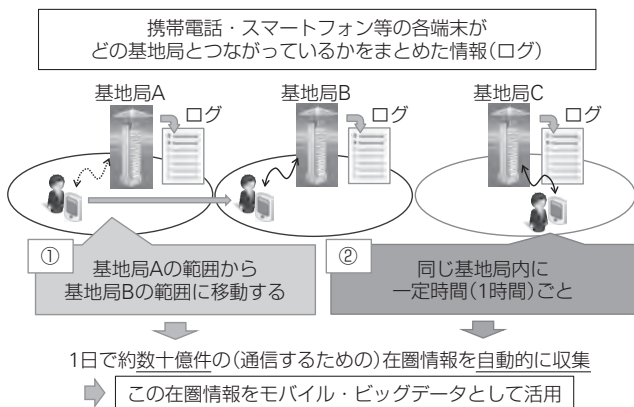 携帯電話・スマートフォン等の各端末が
どの基地局とつながっているかをまとめた情報(ログ)
基地局A
ログ
基地局B
ログ
基地局C
ログ
①
基地局Aの範囲から
基地局Bの範囲に移動する
②
同じ基地局内に
一定時間(1時間)ごと
1日で約数十億件の(通信するための)在圏情報を自動的に収集
この在圏情報をモバイル・ビッグデータとして活用